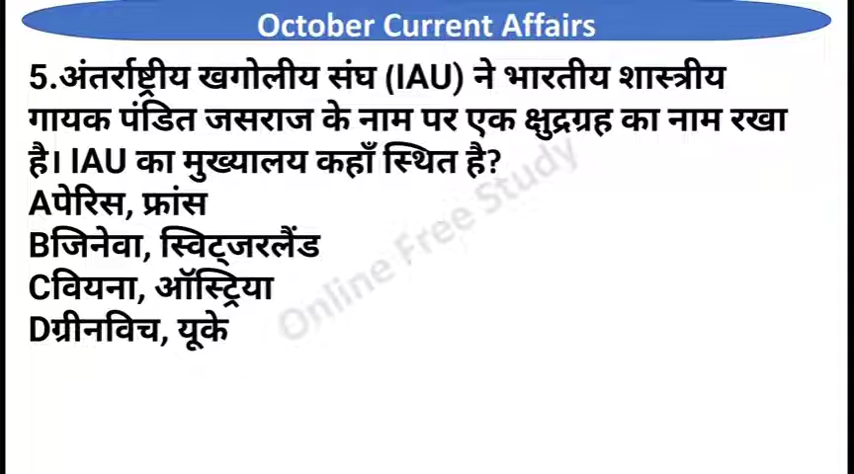 October Current Affairs
5.अंतर्राष्ट्रीय खगोलीय संघ (IAU) ने भारतीय शास्त्रीय
गायक पंडित जसराज के नाम पर एक क्षुद्रग्रह का नाम रखा
है। IAU का मुख्यालय कहाँ स्थित है?
Aपेरिस, फ्रांस
Bजिनेवा, स्विट्जरलैंड
Cवियना, ऑस्ट्रिया
Dग्रीनविच, यूके
Online Free Study